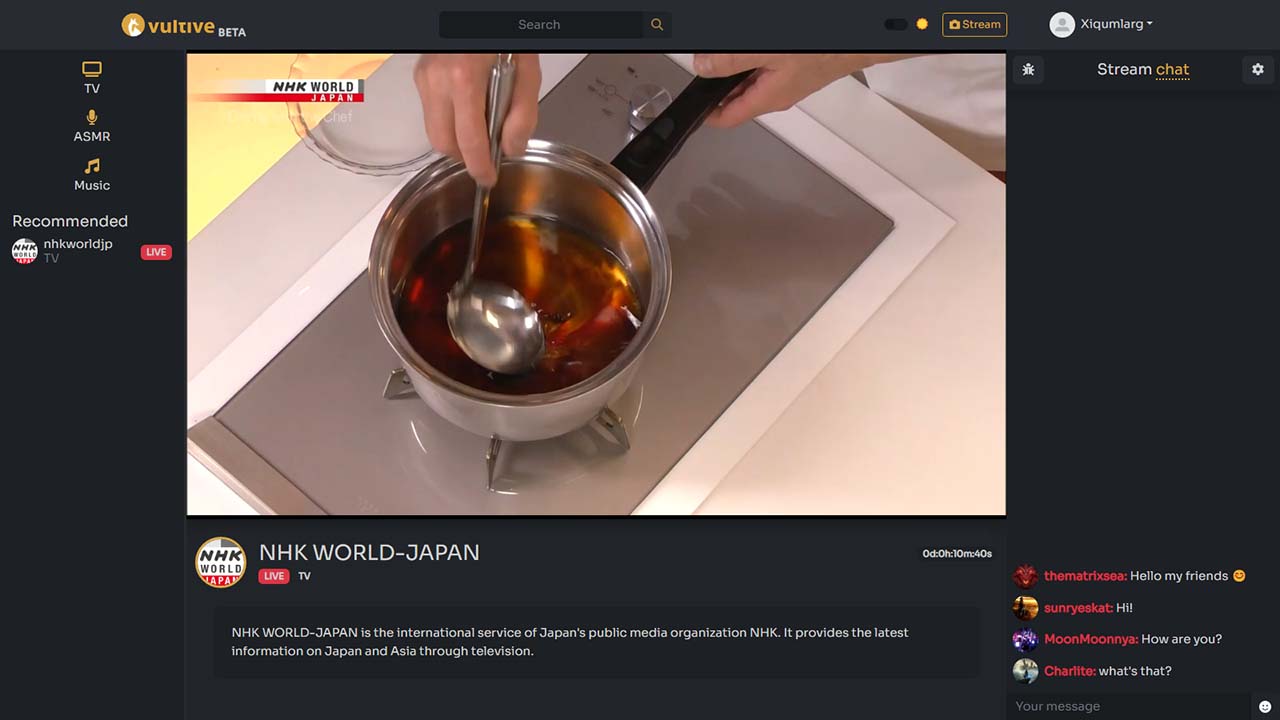 vultive BETA
Search
Stream
Xiqumlarg
TV
ASMR
Music
Recommended
nhkworldjp
TV
LIVE
NHK WORLD
JAPAN
Chef
Stream chat
NHK
WORLD
JAPAN
NHK WORLD-JAPAN
LIVE
TV
0d:0h:10m:40s
NHK WORLD-JAPAN is the international service of Japan's public media organization NHK. It provides the latest
information on Japan and Asia through television.
thematrixsea: Hello my friends 😊
sunryeskat: Hi!
MoonMoonnya: How are you?
Charlite: what's that?
Your message